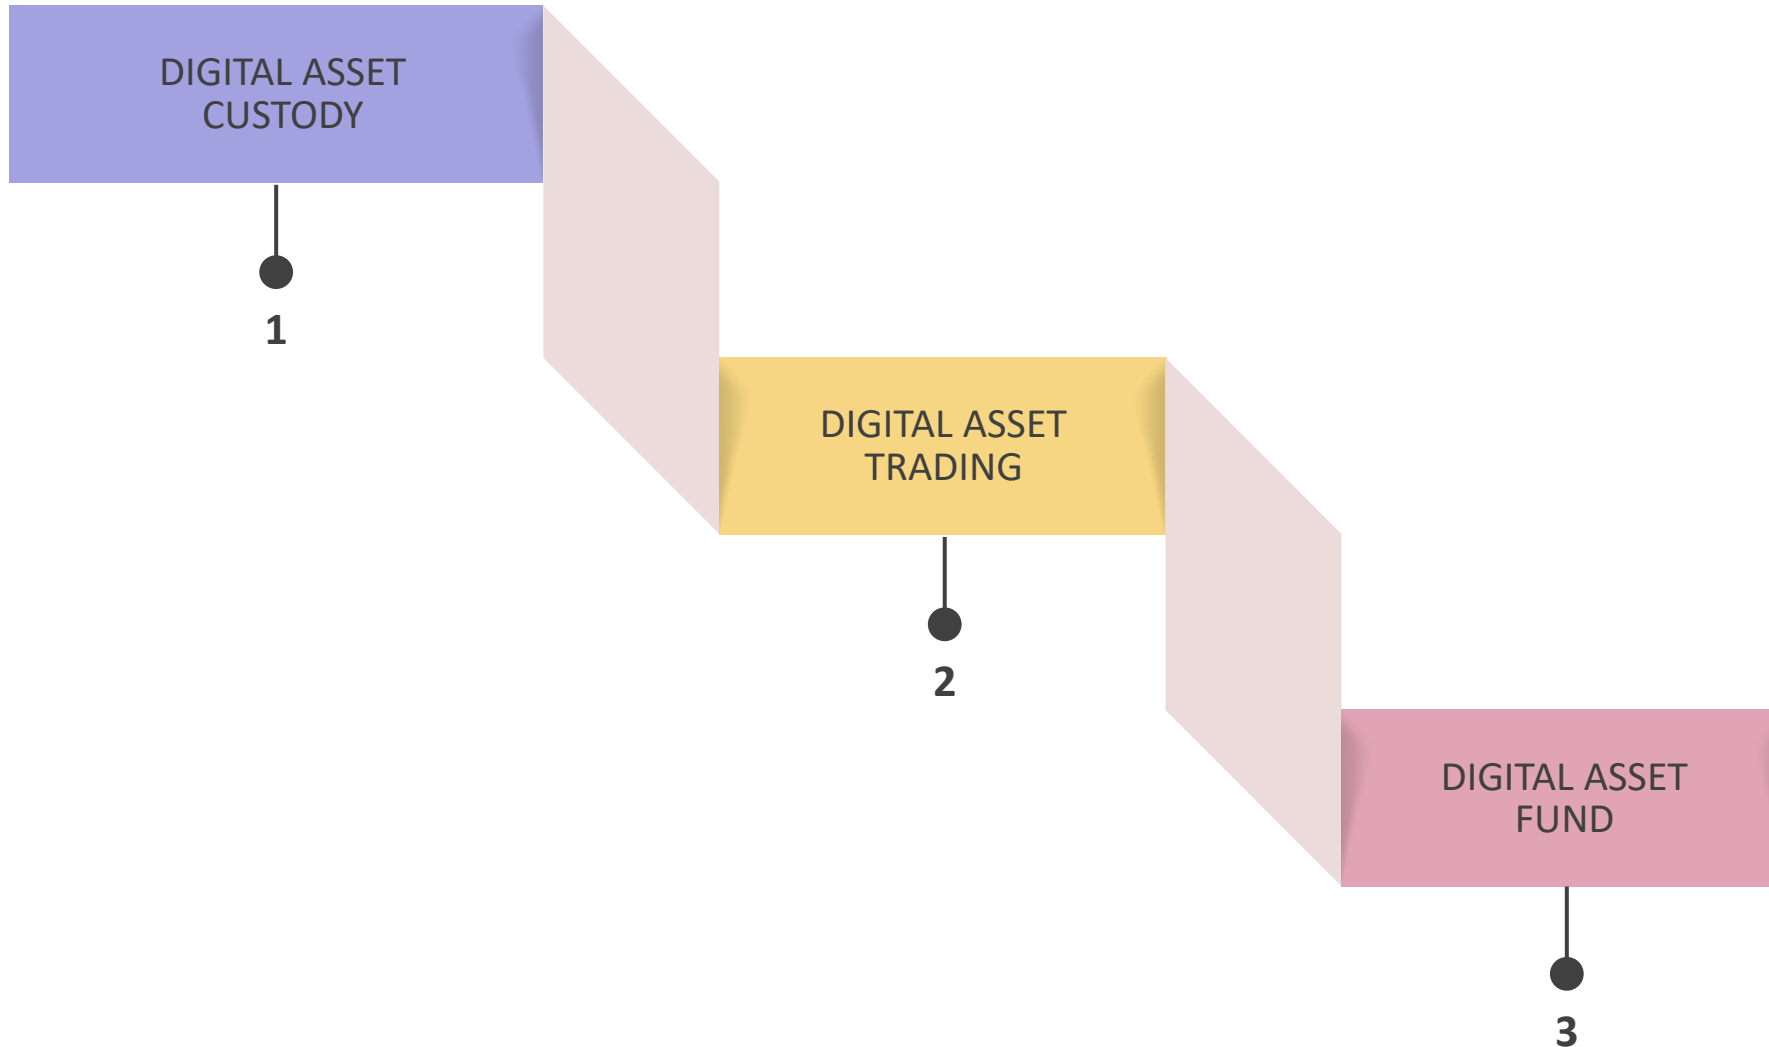 DIGITAL ASSET
CUSTODY
1
DIGITAL ASSET
TRADING
2
DIGITAL ASSET
FUND
3